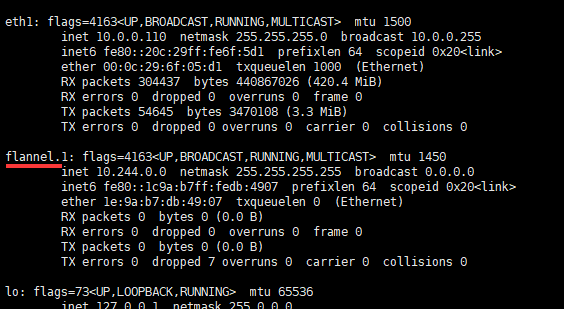 eth1: flags=4163<UP,BROADCAST,RUNNING,MULTICAST>  mtu 1500
        inet 10.0.0.110  netmask 255.255.255.0  broadcast 10.0.0.255
        inet6 fe80::20c:29ff:fe6f:5d1  prefixlen 64  scopeid 0x20<link>
        ether 00:0c:29:6f:05:d1  txqueuelen 1000  (Ethernet)
        RX packets 304437  bytes 440867026 (420.4 MiB)
        RX errors 0  dropped 0  overruns 0  frame 0
        TX packets 54645  bytes 3470108 (3.3 MiB)
        TX errors 0  dropped 0 overruns 0  carrier 0  collisions 0

flannel.1: flags=4163<UP,BROADCAST,RUNNING,MULTICAST>  mtu 1450
        inet 10.244.0.0  netmask 255.255.255.255  broadcast 0.0.0.0
        inet6 fe80::1c9a:b7ff:fedb:4907  prefixlen 64  scopeid 0x20<link>
        ether 1e:9a:b7:db:49:07  txqueuelen 0  (Ethernet)
        RX packets 0  bytes 0 (0.0 B)
        RX errors 0  dropped 0  overruns 0  frame 0
        TX packets 0  bytes 0 (0.0 B)
        TX errors 0  dropped 7 overruns 0  carrier 0  collisions 0

lo: flags=73<UP,LOOPBACK,RUNNING>  mtu 65536
        inet 127.0.0.1  netmask 255.0.0.0